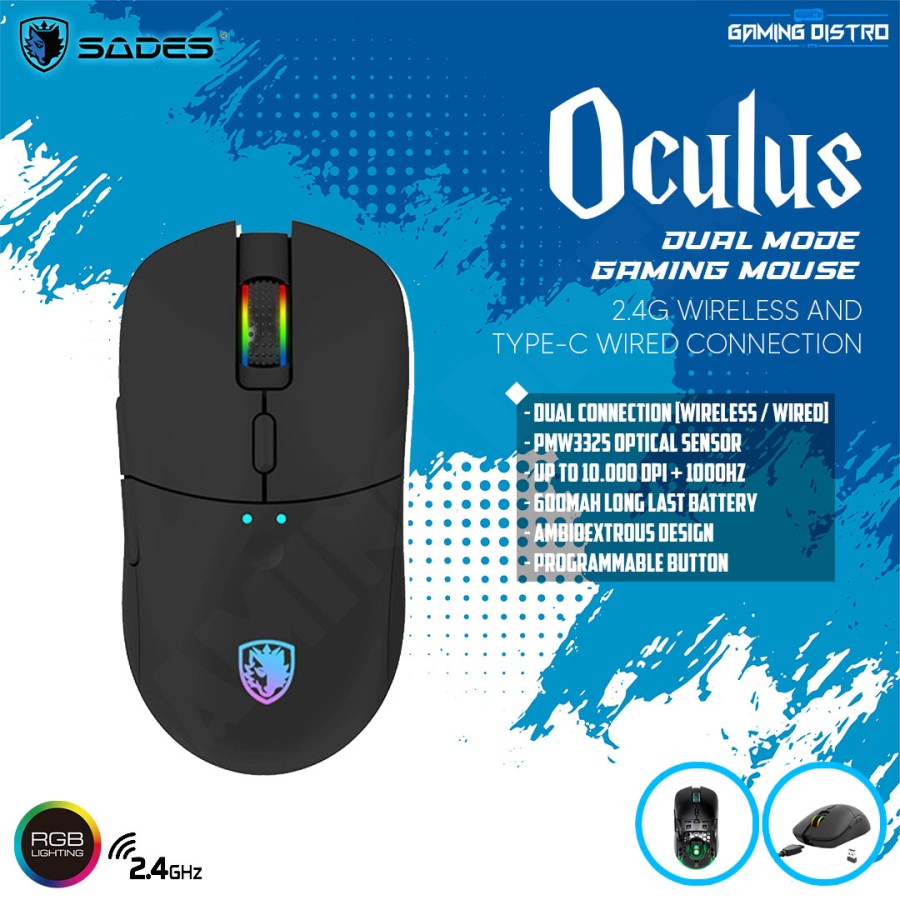 SADES
GAMING DISTRO
Oculus
DUAL MODE
GAMING MOUSE
2.4G WIRELESS AND
TYPE-C WIRED CONNECTION
- DUAL CONNECTION [WIRELESS / WIRED]
- PMW3325 OPTICAL SENSOR
- UP TO 10.000 DPI + 1000HZ
- 600MAH LONG LAST BATTERY
- AMBIDEXTROUS DESIGN
- PROGRAMMABLE BUTTON
RGB
LIGHTING
2.4GHz